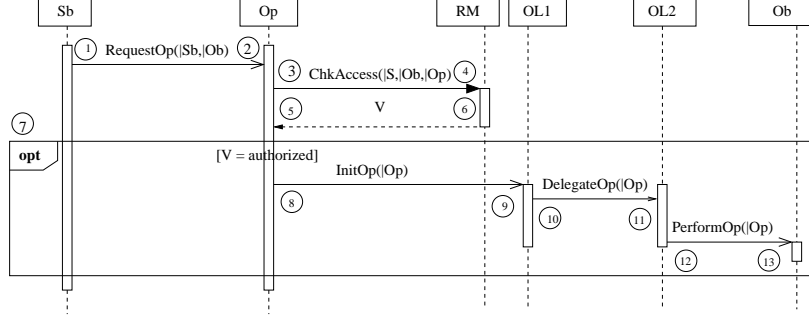 Sb Op RM OL1 OL2 Ob
1 RequestOp(|Sb,|Ob) 2
3 ChkAccess(|S,|Ob,|Op) 4
5 V 6
7
opt [V = authorized]
InitOp(|Op) DelegateOp(|Op)
8 9 10 11 PerformOp(|Op)
12 13